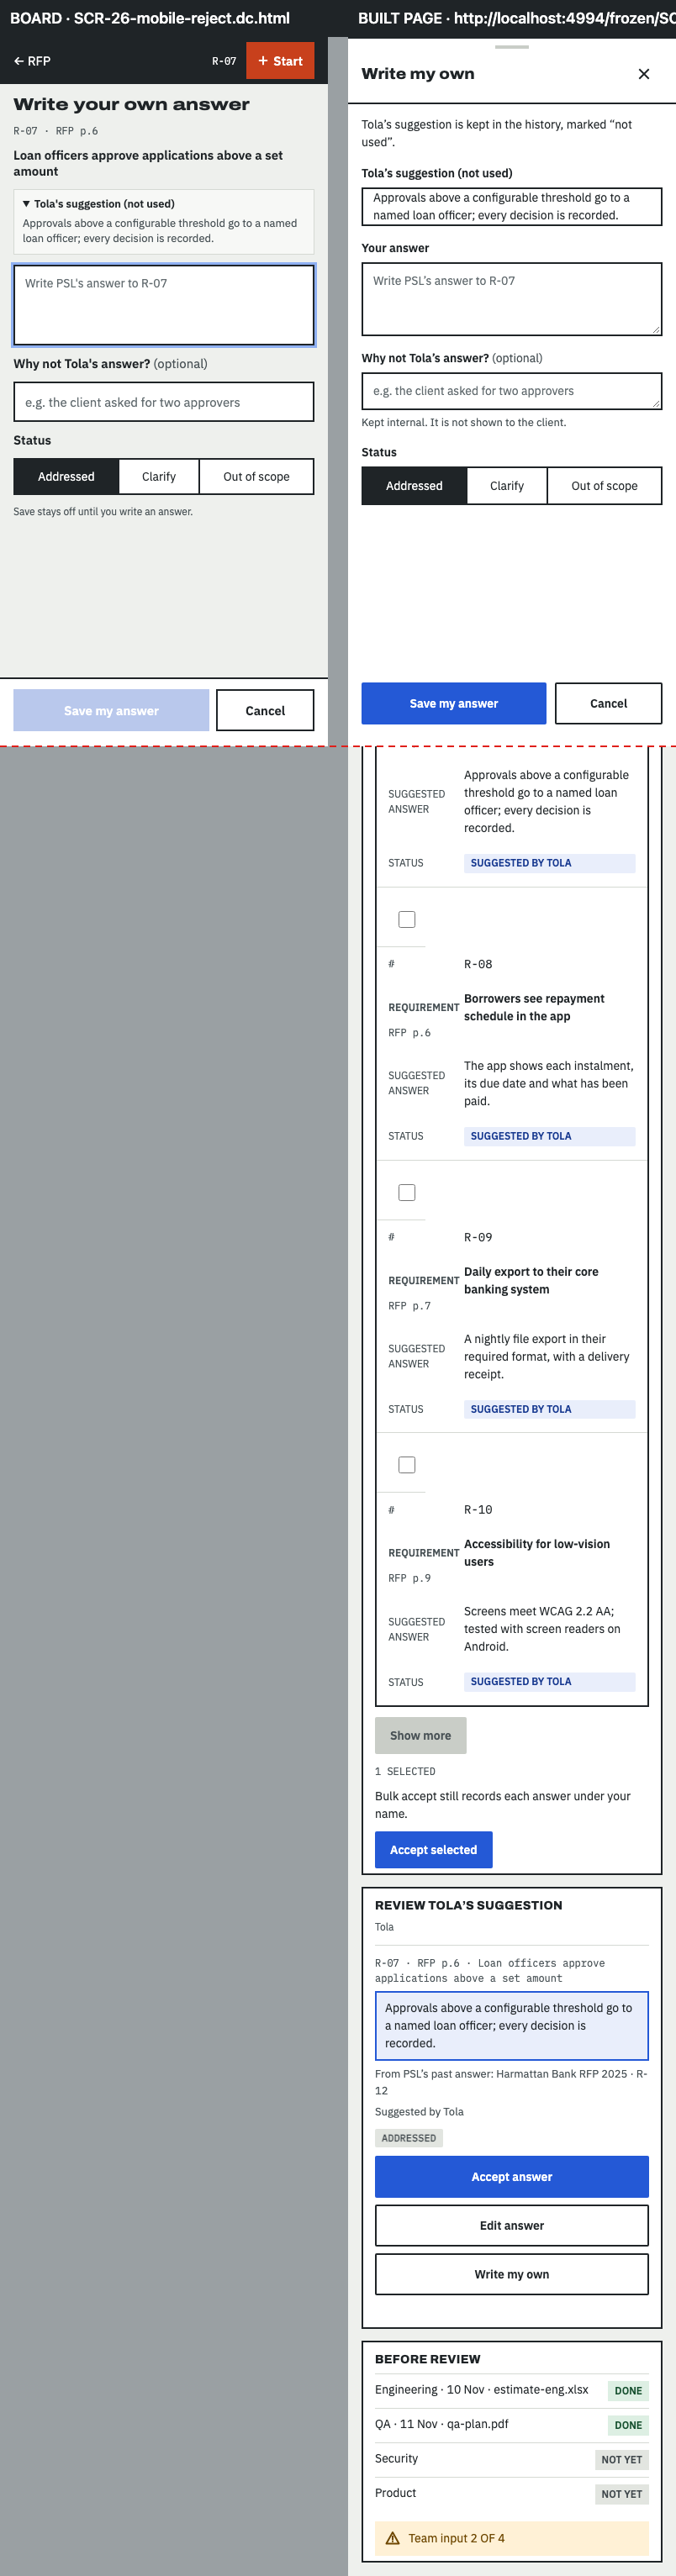 BOARD · SCR-26-mobile-reject.dc.html
← RFP
R-07
+ Start
Write your own answer
R-07 · RFP p.6
Loan officers approve applications above a set
amount
▼ Tola's suggestion (not used)
Approvals above a configurable threshold go to a named
loan officer; every decision is recorded.
Write PSL's answer to R-07
Why not Tola's answer? (optional)
e.g. the client asked for two approvers
Status
Addressed
Clarify
Out of scope
Save stays off until you write an answer.
Save my answer
Cancel
BUILT PAGE · http://localhost:4994/frozen/SC
Write my own
Tola’s suggestion is kept in the history, marked “not
used”.
Tola’s suggestion (not used)
Approvals above a configurable threshold go to a
named loan officer; every decision is recorded.
Your answer
Write PSL’s answer to R-07
Why not Tola’s answer? (optional)
e.g. the client asked for two approvers
Kept internal. It is not shown to the client.
Status
Addressed
Clarify
Out of scope
Save my answer
Cancel
SUGGESTED
ANSWER
Approvals above a configurable
threshold go to a named loan
officer; every decision is
recorded.
STATUS
SUGGESTED BY TOLA
#
R-08
REQUIREMENT
RFP p.6
Borrowers see repayment
schedule in the app
SUGGESTED
ANSWER
The app shows each instalment,
its due date and what has been
paid.
STATUS
SUGGESTED BY TOLA
#
R-09
REQUIREMENT
RFP p.7
Daily export to their core
banking system
SUGGESTED
ANSWER
A nightly file export in their
required format, with a delivery
receipt.
STATUS
SUGGESTED BY TOLA
#
R-10
REQUIREMENT
RFP p.9
Accessibility for low-vision
users
SUGGESTED
ANSWER
Screens meet WCAG 2.2 AA;
tested with screen readers on
Android.
STATUS
SUGGESTED BY TOLA
Show more
1 SELECTED
Bulk accept still records each answer under your
name.
Accept selected
REVIEW TOLA’S SUGGESTION
Tola
R-07 · RFP p.6 · Loan officers approve
applications above a set amount
Approvals above a configurable threshold go to
a named loan officer; every decision is
recorded.
From PSL’s past answer: Harmattan Bank RFP 2025 · R-
12
Suggested by Tola
ADDRESSED
Accept answer
Edit answer
Write my own
BEFORE REVIEW
Engineering · 10 Nov · estimate-eng.xlsx
DONE
QA · 11 Nov · qa-plan.pdf
DONE
Security
NOT YET
Product
NOT YET
Team input 2 OF 4